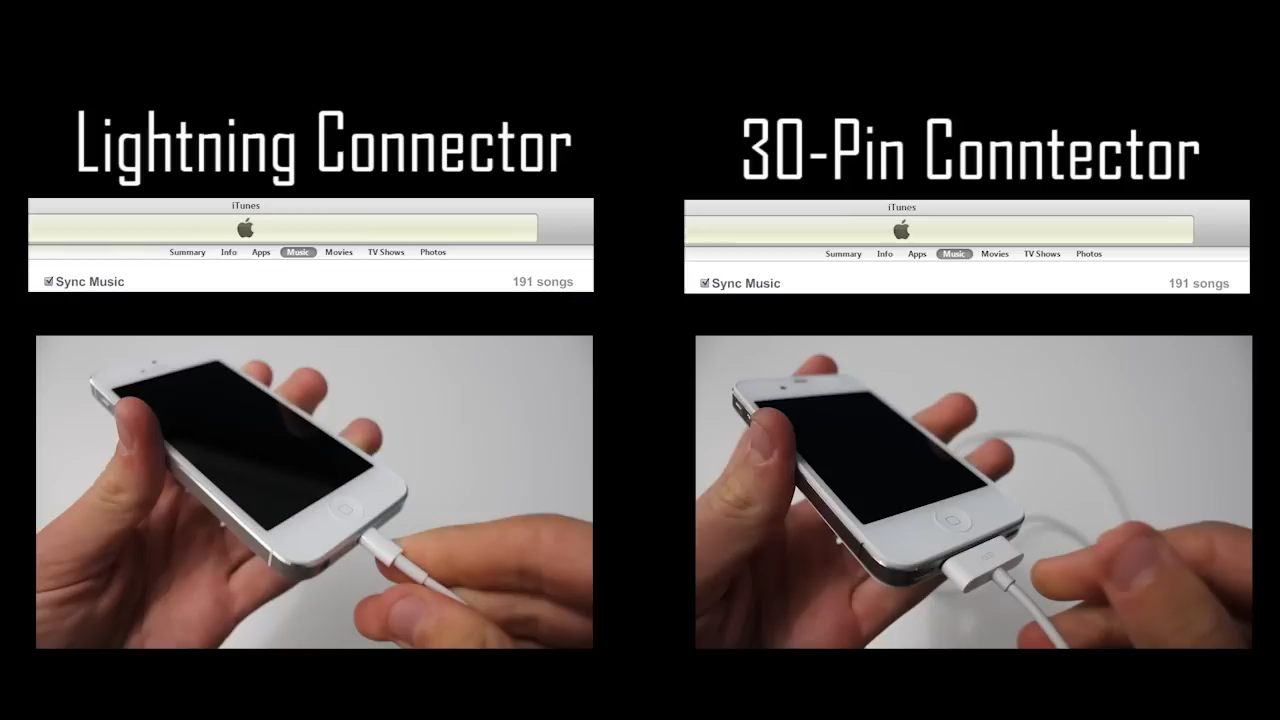 Lightning Connector
iTunes
Summary Info Apps Music Movies TV Shows Photos
Sync Music 191 songs
30-Pin Conntector
iTunes
Summary Info Apps Music Movies TV Shows Photos
Sync Music 191 songs